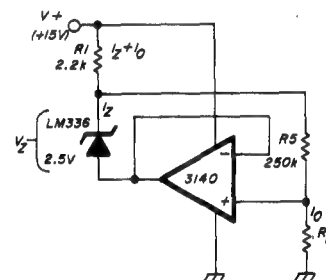 V+
(+15V)
R1
2.2k
IZ+IO
IZ
LM336
VZ
2.5V
3140
−
+
R5
250k
IO